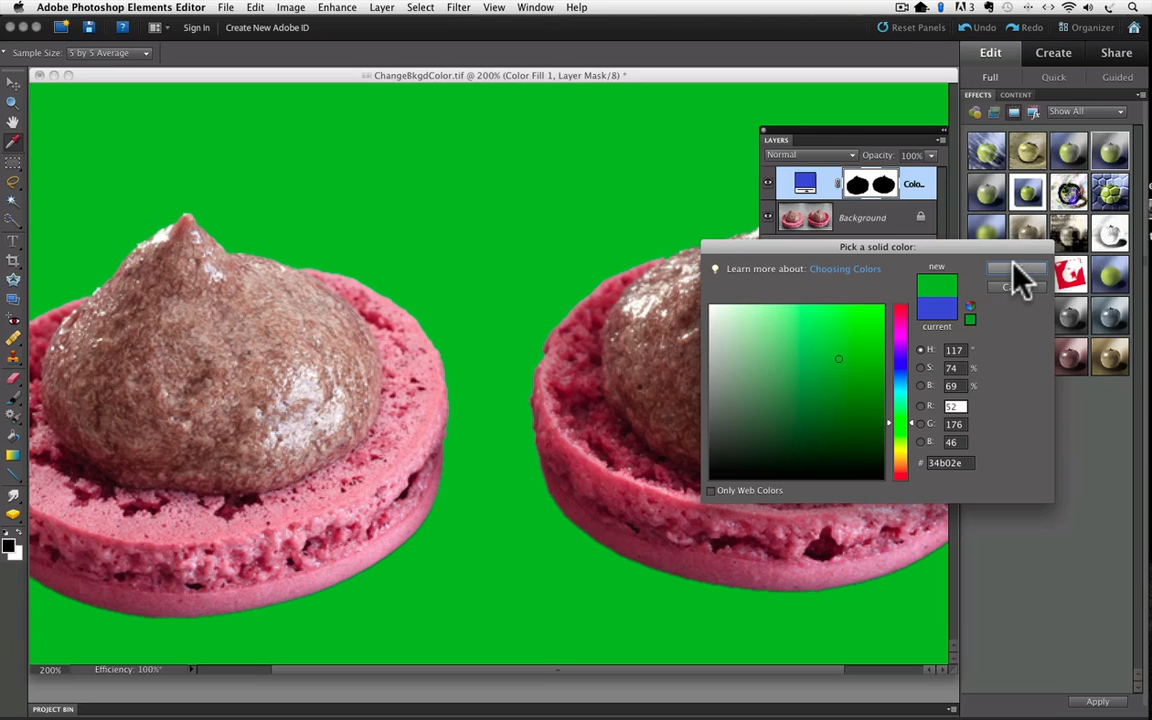 Adobe Photoshop Elements Editor File Edit Image Enhance Layer Select Filter View Window Help 3
Sign In Create New Adobe ID Reset Panels Undo Redo Organizer
Sample Size: 5 by 5 Average Edit Create Share
ChangeBkgdColor.tif @ 200% (Color Fill 1, Layer Mask/8) * Full Quick Guided
EFFECTS CONTENT
Show All
LAYERS
Normal Opacity: 100%
Colo...
Background
Pick a solid color:
Learn more about: Choosing Colors new
current
H: 117 °
S: 74 %
B: 69 %
R: 52
G: 176
B: 46
# 34b02e
Only Web Colors
200% Efficiency: 100%*
Apply
PROJECT BIN